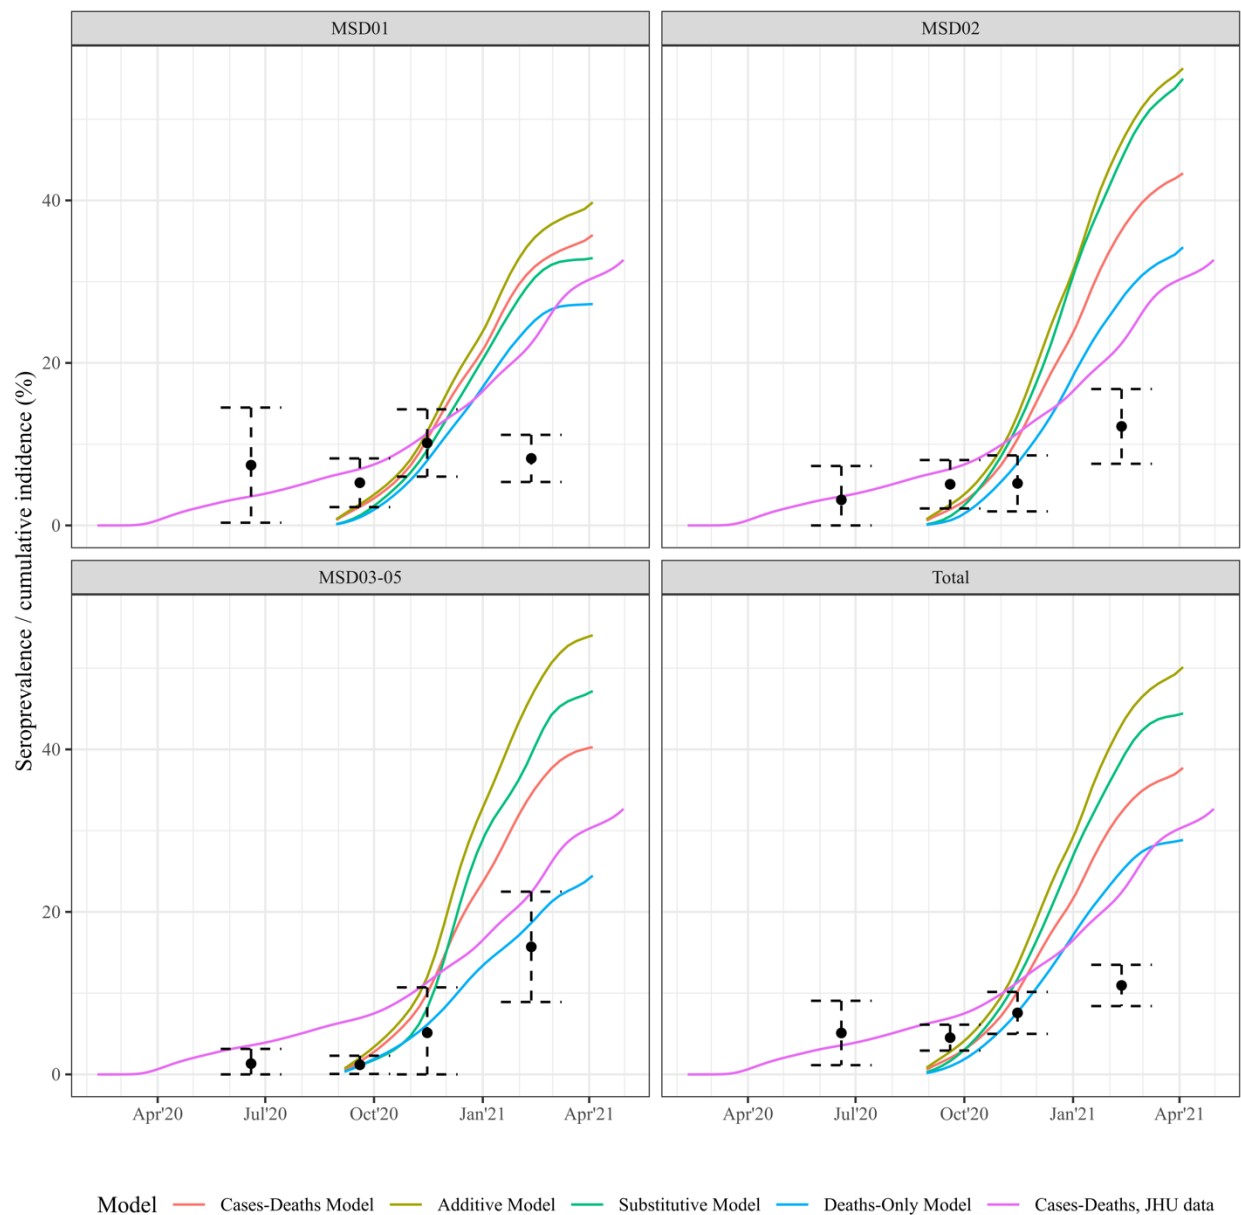 MSD01
MSD02
Seroprevalence / cumulative indidence (%)
40
20
0
MSD03-05
Total
40
20
0
Apr'20 Jul'20 Oct'20 Jan'21 Apr'21
Apr'20 Jul'20 Oct'20 Jan'21 Apr'21
Model Cases-Deaths Model Additive Model Substitutive Model Deaths-Only Model Cases-Deaths, JHU data